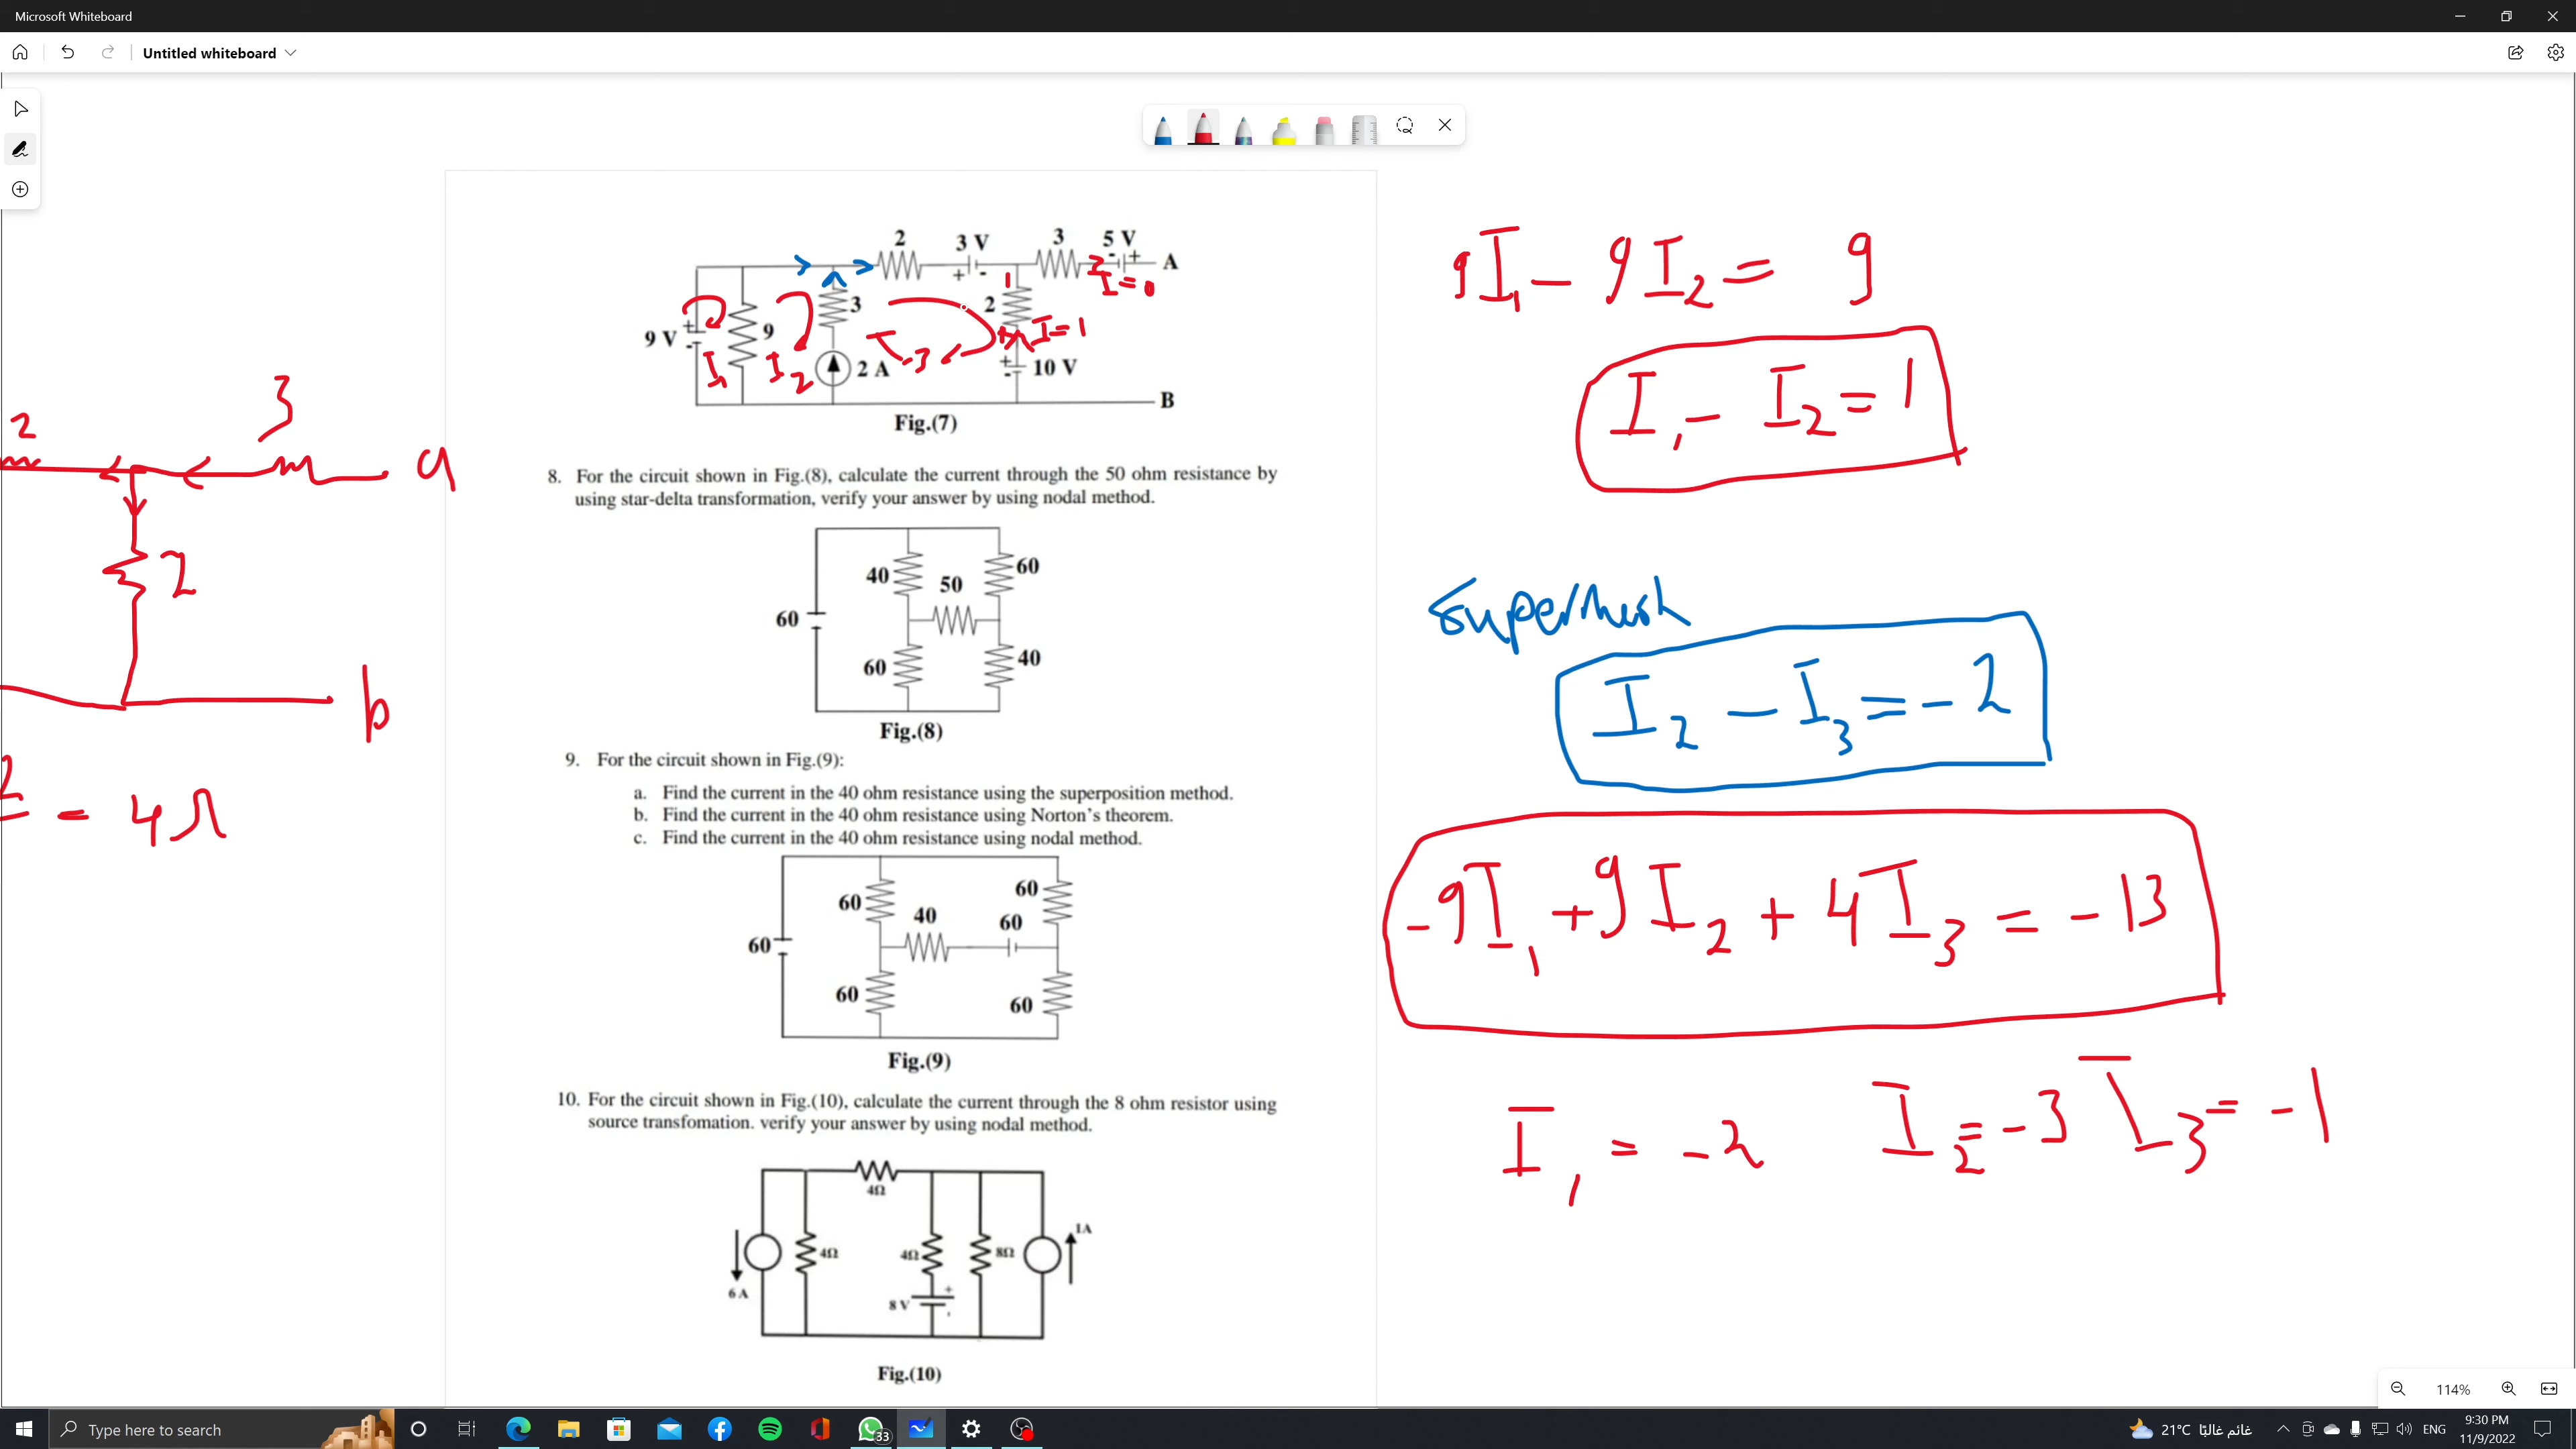 Microsoft Whiteboard
Untitled whiteboard
2 3 V 3 5 V
A
I=0
9 V 9 3 2 I=1
I1 I2 2 A I3 10 V
B
Fig.(7)
9I1 - 9I2 = 9
I1 - I2 = 1
2 3 a
2
b
= 4Ω
8. For the circuit shown in Fig.(8), calculate the current through the 50 ohm resistance by
using star-delta transformation, verify your answer by using nodal method.
40 50 60
60
60 40
Fig.(8)
Supermesh
I2 - I3 = - 2
9. For the circuit shown in Fig.(9):
a. Find the current in the 40 ohm resistance using the superposition method.
b. Find the current in the 40 ohm resistance using Norton's theorem.
c. Find the current in the 40 ohm resistance using nodal method.
60 40 60
60 60
60 60
Fig.(9)
-9I1 + 9I2 + 4I3 = -13
I1 = -2 I2 = -3 I3 = -1
10. For the circuit shown in Fig.(10), calculate the current through the 8 ohm resistor using
source transfomation. verify your answer by using nodal method.
4Ω
1A
4Ω 4Ω 8Ω
6 A 8 V
Fig.(10)
114%
Type here to search
33
21°C غائم غالبًا
ENG
9:30 PM
11/9/2022